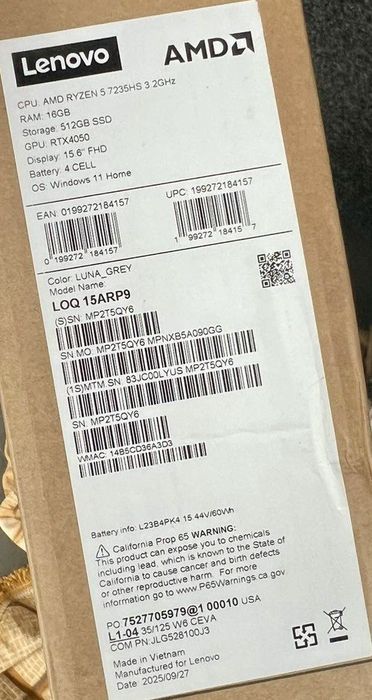 Lenovo
AMD
CPU: AMD RYZEN 5 7235HS 3.2GHz
RAM: 16GB
Storage: 512GB SSD
GPU: RTX4050
Display: 15.6" FHD
Battery: 4 CELL
OS: Windows 11 Home
EAN: 0199272184157
UPC: 199272184157
0 199272 184157
1 99272 18415 7
Color: LUNA_GREY
Model Name:
LOQ 15ARP9
(S)SN: MP2T5QY6
SN.MO: MP2T5QY6 MPNXB5A090GG
(1S)MTM.SN: 83JC00LYUS MP2T5QY6
SN: MP2T5QY6
WMAC: 14B5CD36A3D3
Battery info: L23B4PK4 15.44V/60Wh
California Prop 65 WARNING:
This product can expose you to chemicals
including lead, which is known to the State of
California to cause cancer and birth defects
or other reproductive harm. For more
information go to www.P65Warnings.ca.gov
PO:7527705979@1 00010 USA
L1-04 35/125 W6 CEVA
COM PN:JLG528100J3
Made in Vietnam
Manufactured for Lenovo
Date: 2025/09/27